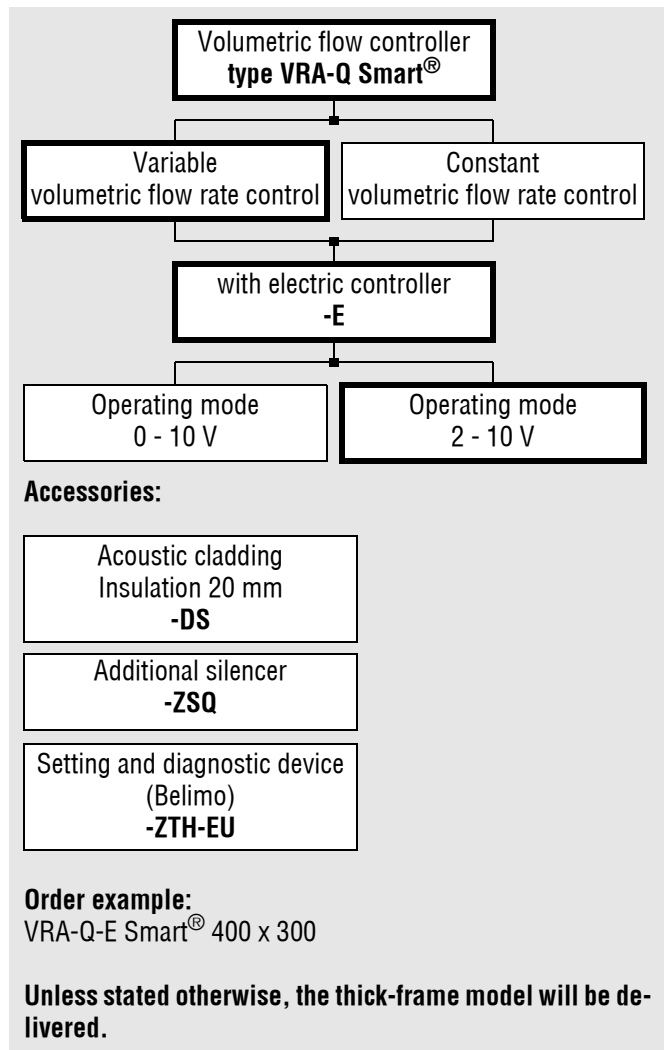 Volumetric flow controller
type VRA-Q Smart®
Variable
volumetric flow rate control
Constant
volumetric flow rate control
with electric controller
-E
Operating mode
0 - 10 V
Operating mode
2 - 10 V
Accessories:
Acoustic cladding
Insulation 20 mm
-DS
Additional silencer
-ZSQ
Setting and diagnostic device
(Belimo)
-ZTH-EU
Order example:
VRA-Q-E Smart® 400 x 300
Unless stated otherwise, the thick-frame model will be de-
livered.